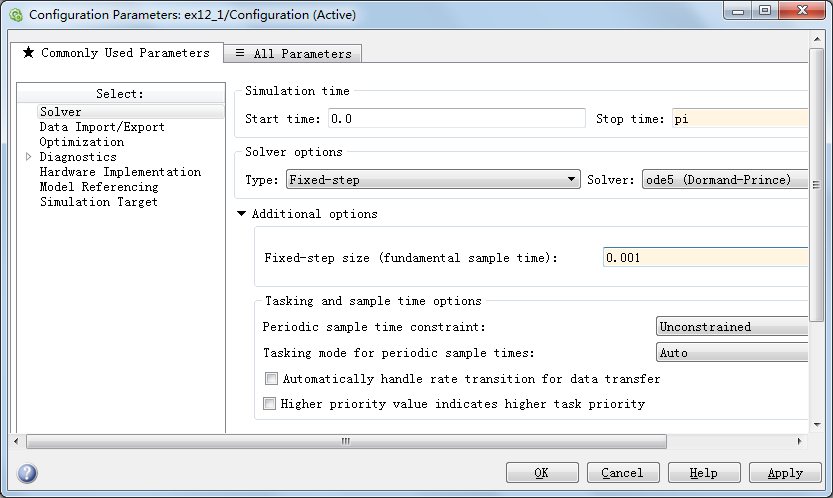 Configuration Parameters: ex12_1/Configuration (Active)
★ Commonly Used Parameters
≡ All Parameters
Select:
Solver
Data Import/Export
Optimization
Diagnostics
Hardware Implementation
Model Referencing
Simulation Target
Simulation time
Start time: 0.0 Stop time: pi
Solver options
Type: Fixed-step Solver: ode5 (Dormand-Prince)
Additional options
Fixed-step size (fundamental sample time): 0.001
Tasking and sample time options
Periodic sample time constraint: Unconstrained
Tasking mode for periodic sample times: Auto
Automatically handle rate transition for data transfer
Higher priority value indicates higher task priority
?
OK Cancel Help Apply